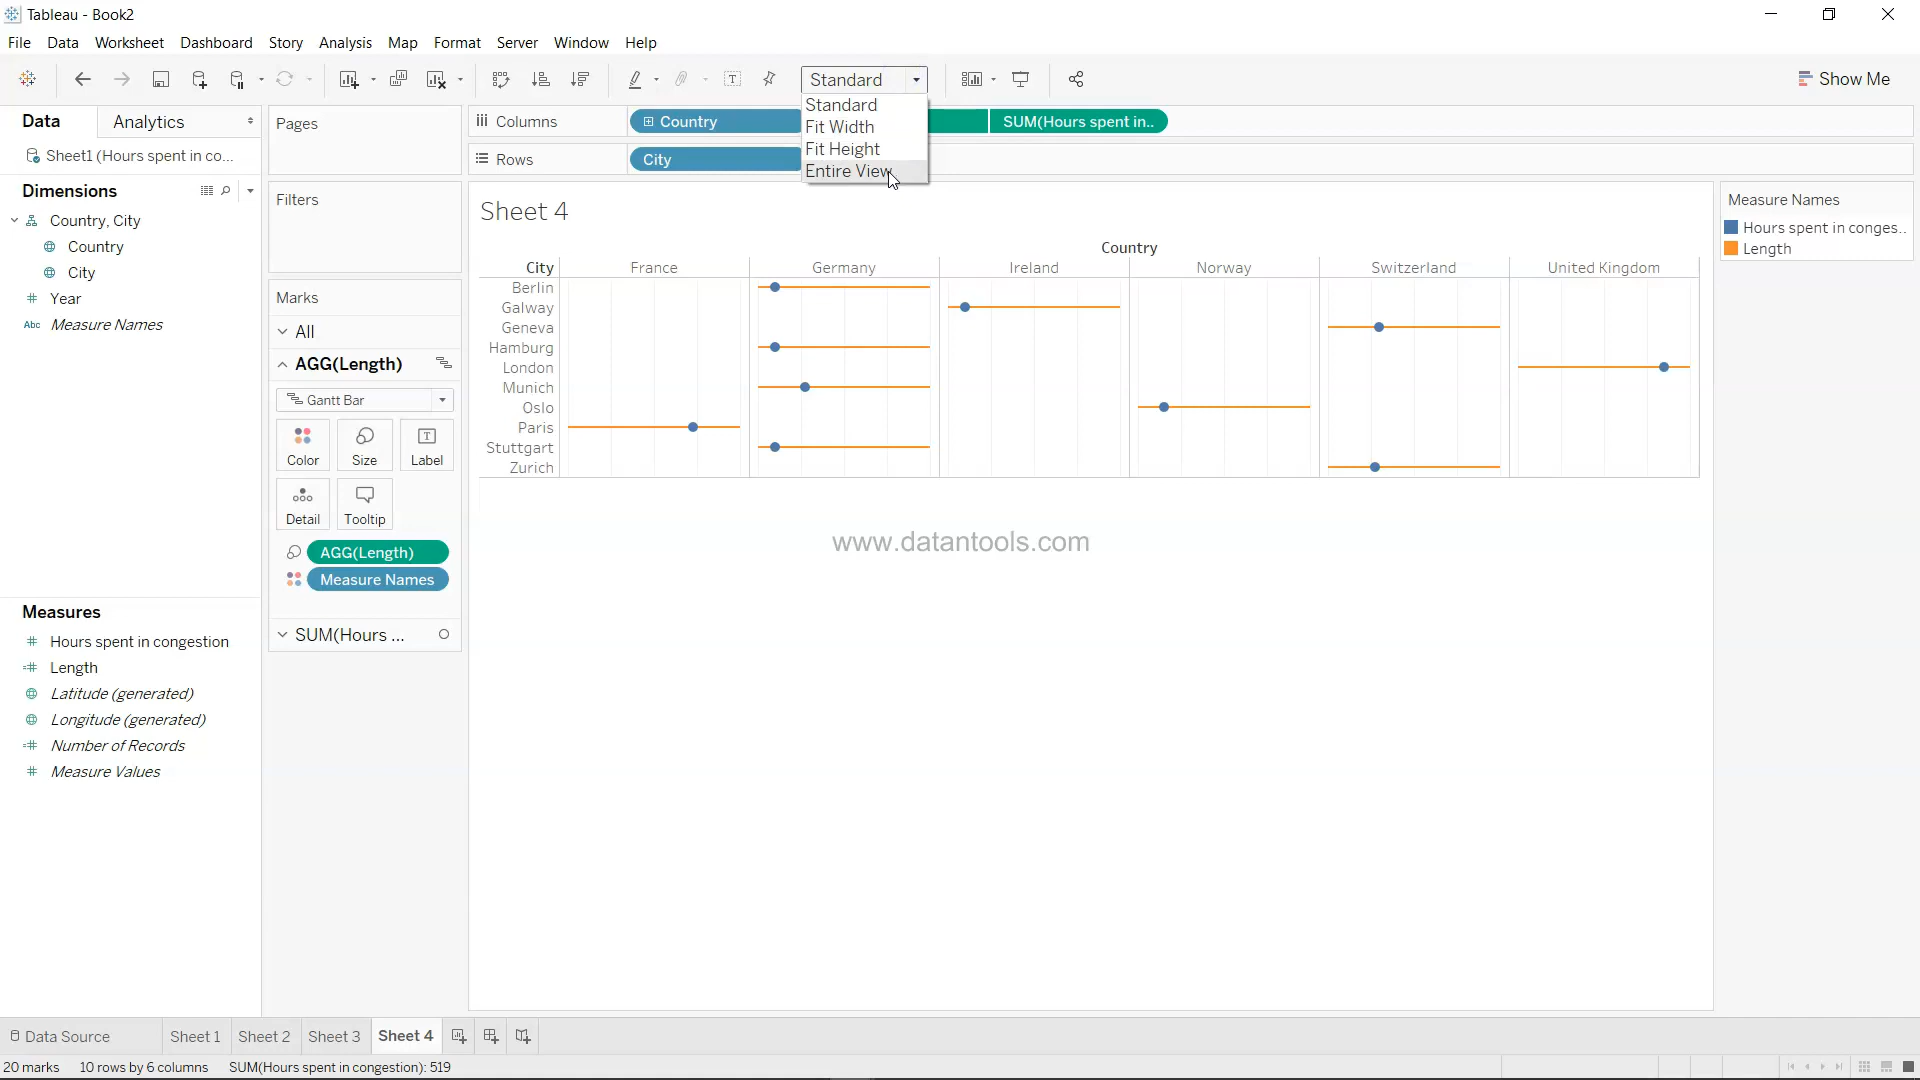 Tableau - Book2
File Data Worksheet Dashboard Story Analysis Map Format Server Window Help
Standard
Show Me
Standard
Fit Width
Fit Height
Entire View
Data
Analytics
Sheet1 (Hours spent in co...
Dimensions
Country, City
Country
City
Year
Abc Measure Names
Measures
Hours spent in congestion
Length
Latitude (generated)
Longitude (generated)
Number of Records
Measure Values
Pages
Filters
Marks
All
AGG(Length)
Gantt Bar
Color Size Label
Detail Tooltip
AGG(Length)
Measure Names
SUM(Hours ...
Columns Country SUM(Hours spent in..
Rows City
Sheet 4
Country
City France Germany Ireland Norway Switzerland United Kingdom
Berlin
Galway
Geneva
Hamburg
London
Munich
Oslo
Paris
Stuttgart
Zurich
www.datantools.com
Measure Names
Hours spent in conges..
Length
Data Source Sheet 1 Sheet 2 Sheet 3 Sheet 4
20 marks 10 rows by 6 columns SUM(Hours spent in congestion): 519